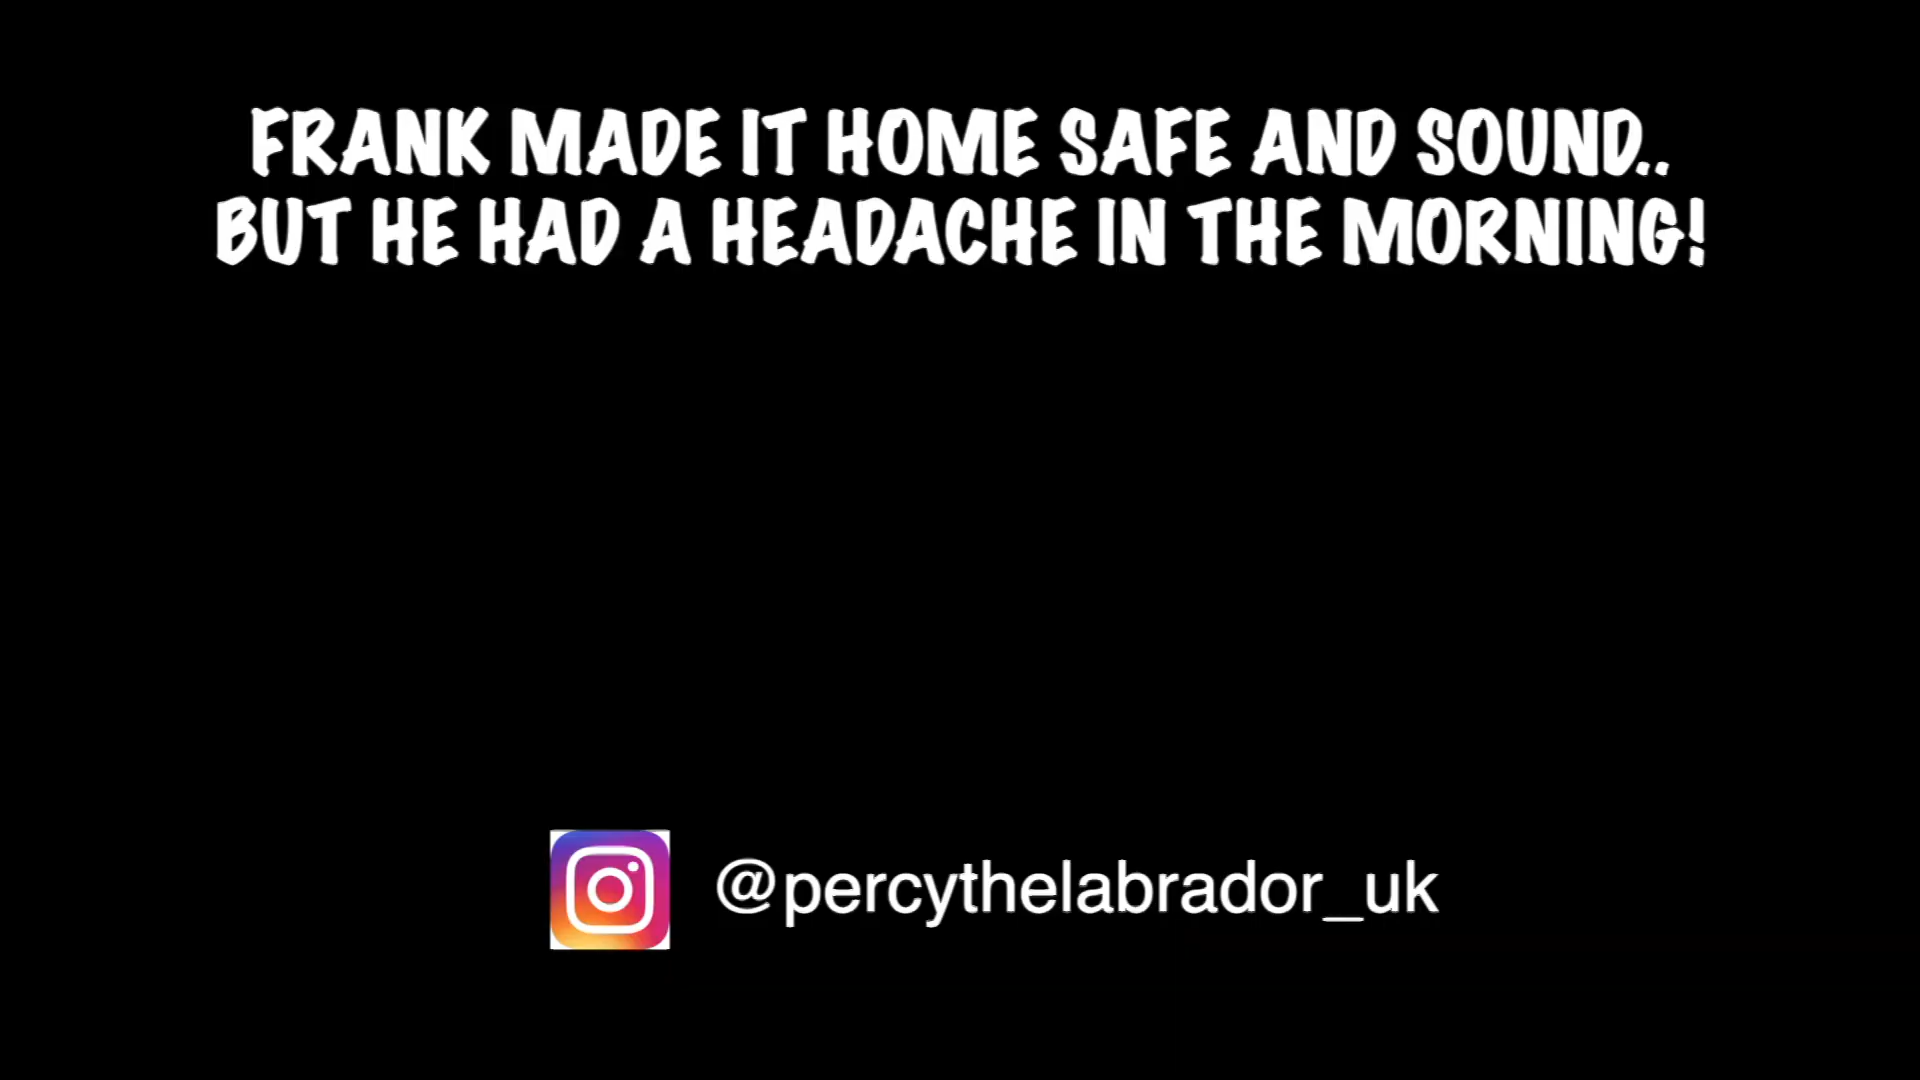 FRANK MADE IT HOME SAFE AND SOUND..
BUT HE HAD A HEADACHE IN THE MORNING!
@percythelabrador_uk